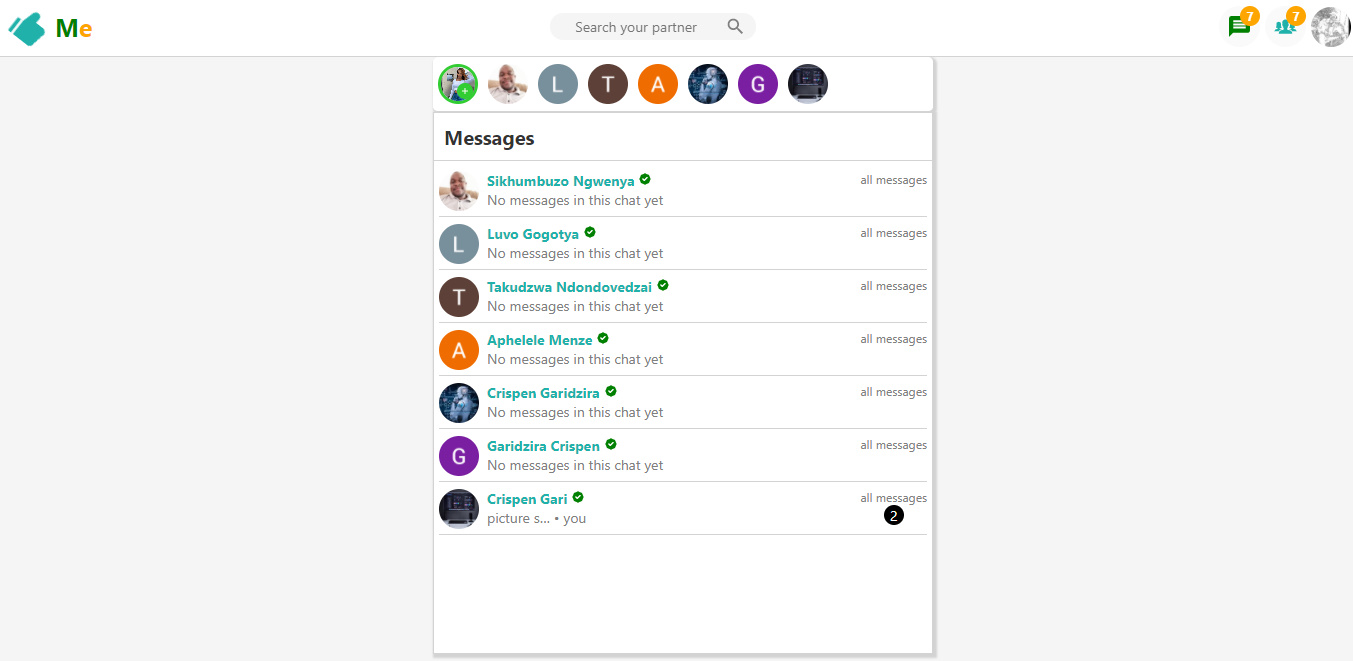 Me
Search your partner
7
7
L T A G
Messages
Sikhumbuzo Ngwenya
all messages
No messages in this chat yet
L
Luvo Gogotya
all messages
No messages in this chat yet
T
Takudzwa Ndondovedzai
all messages
No messages in this chat yet
A
Aphelele Menze
all messages
No messages in this chat yet
Crispen Garidzira
all messages
No messages in this chat yet
G
Garidzira Crispen
all messages
No messages in this chat yet
Crispen Gari
all messages
picture s... • you
2